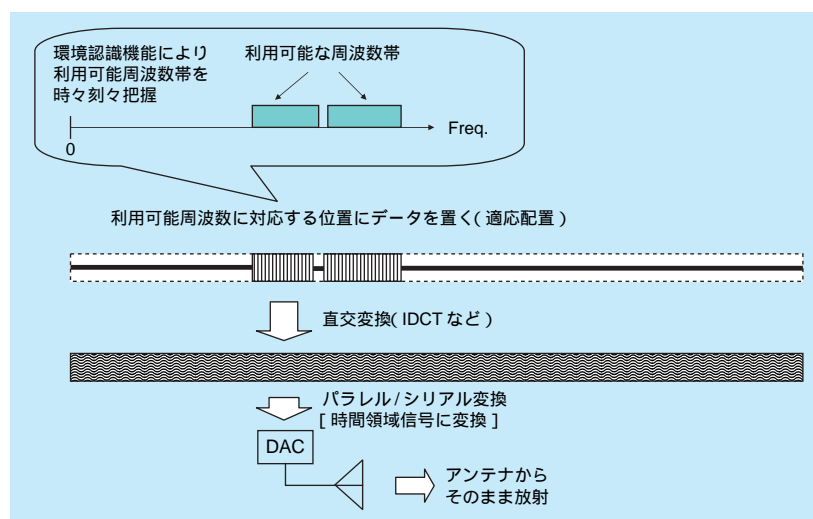 環境認識機能により
利用可能周波数帯を
時々刻々把握
利用可能な周波数帯
Freq.
0
利用可能周波数に対応する位置にデータを置く(適応配置)
直交変換(IDCTなど)
パラレル/シリアル変換
[時間領域信号に変換]
DAC
アンテナから
そのまま放射